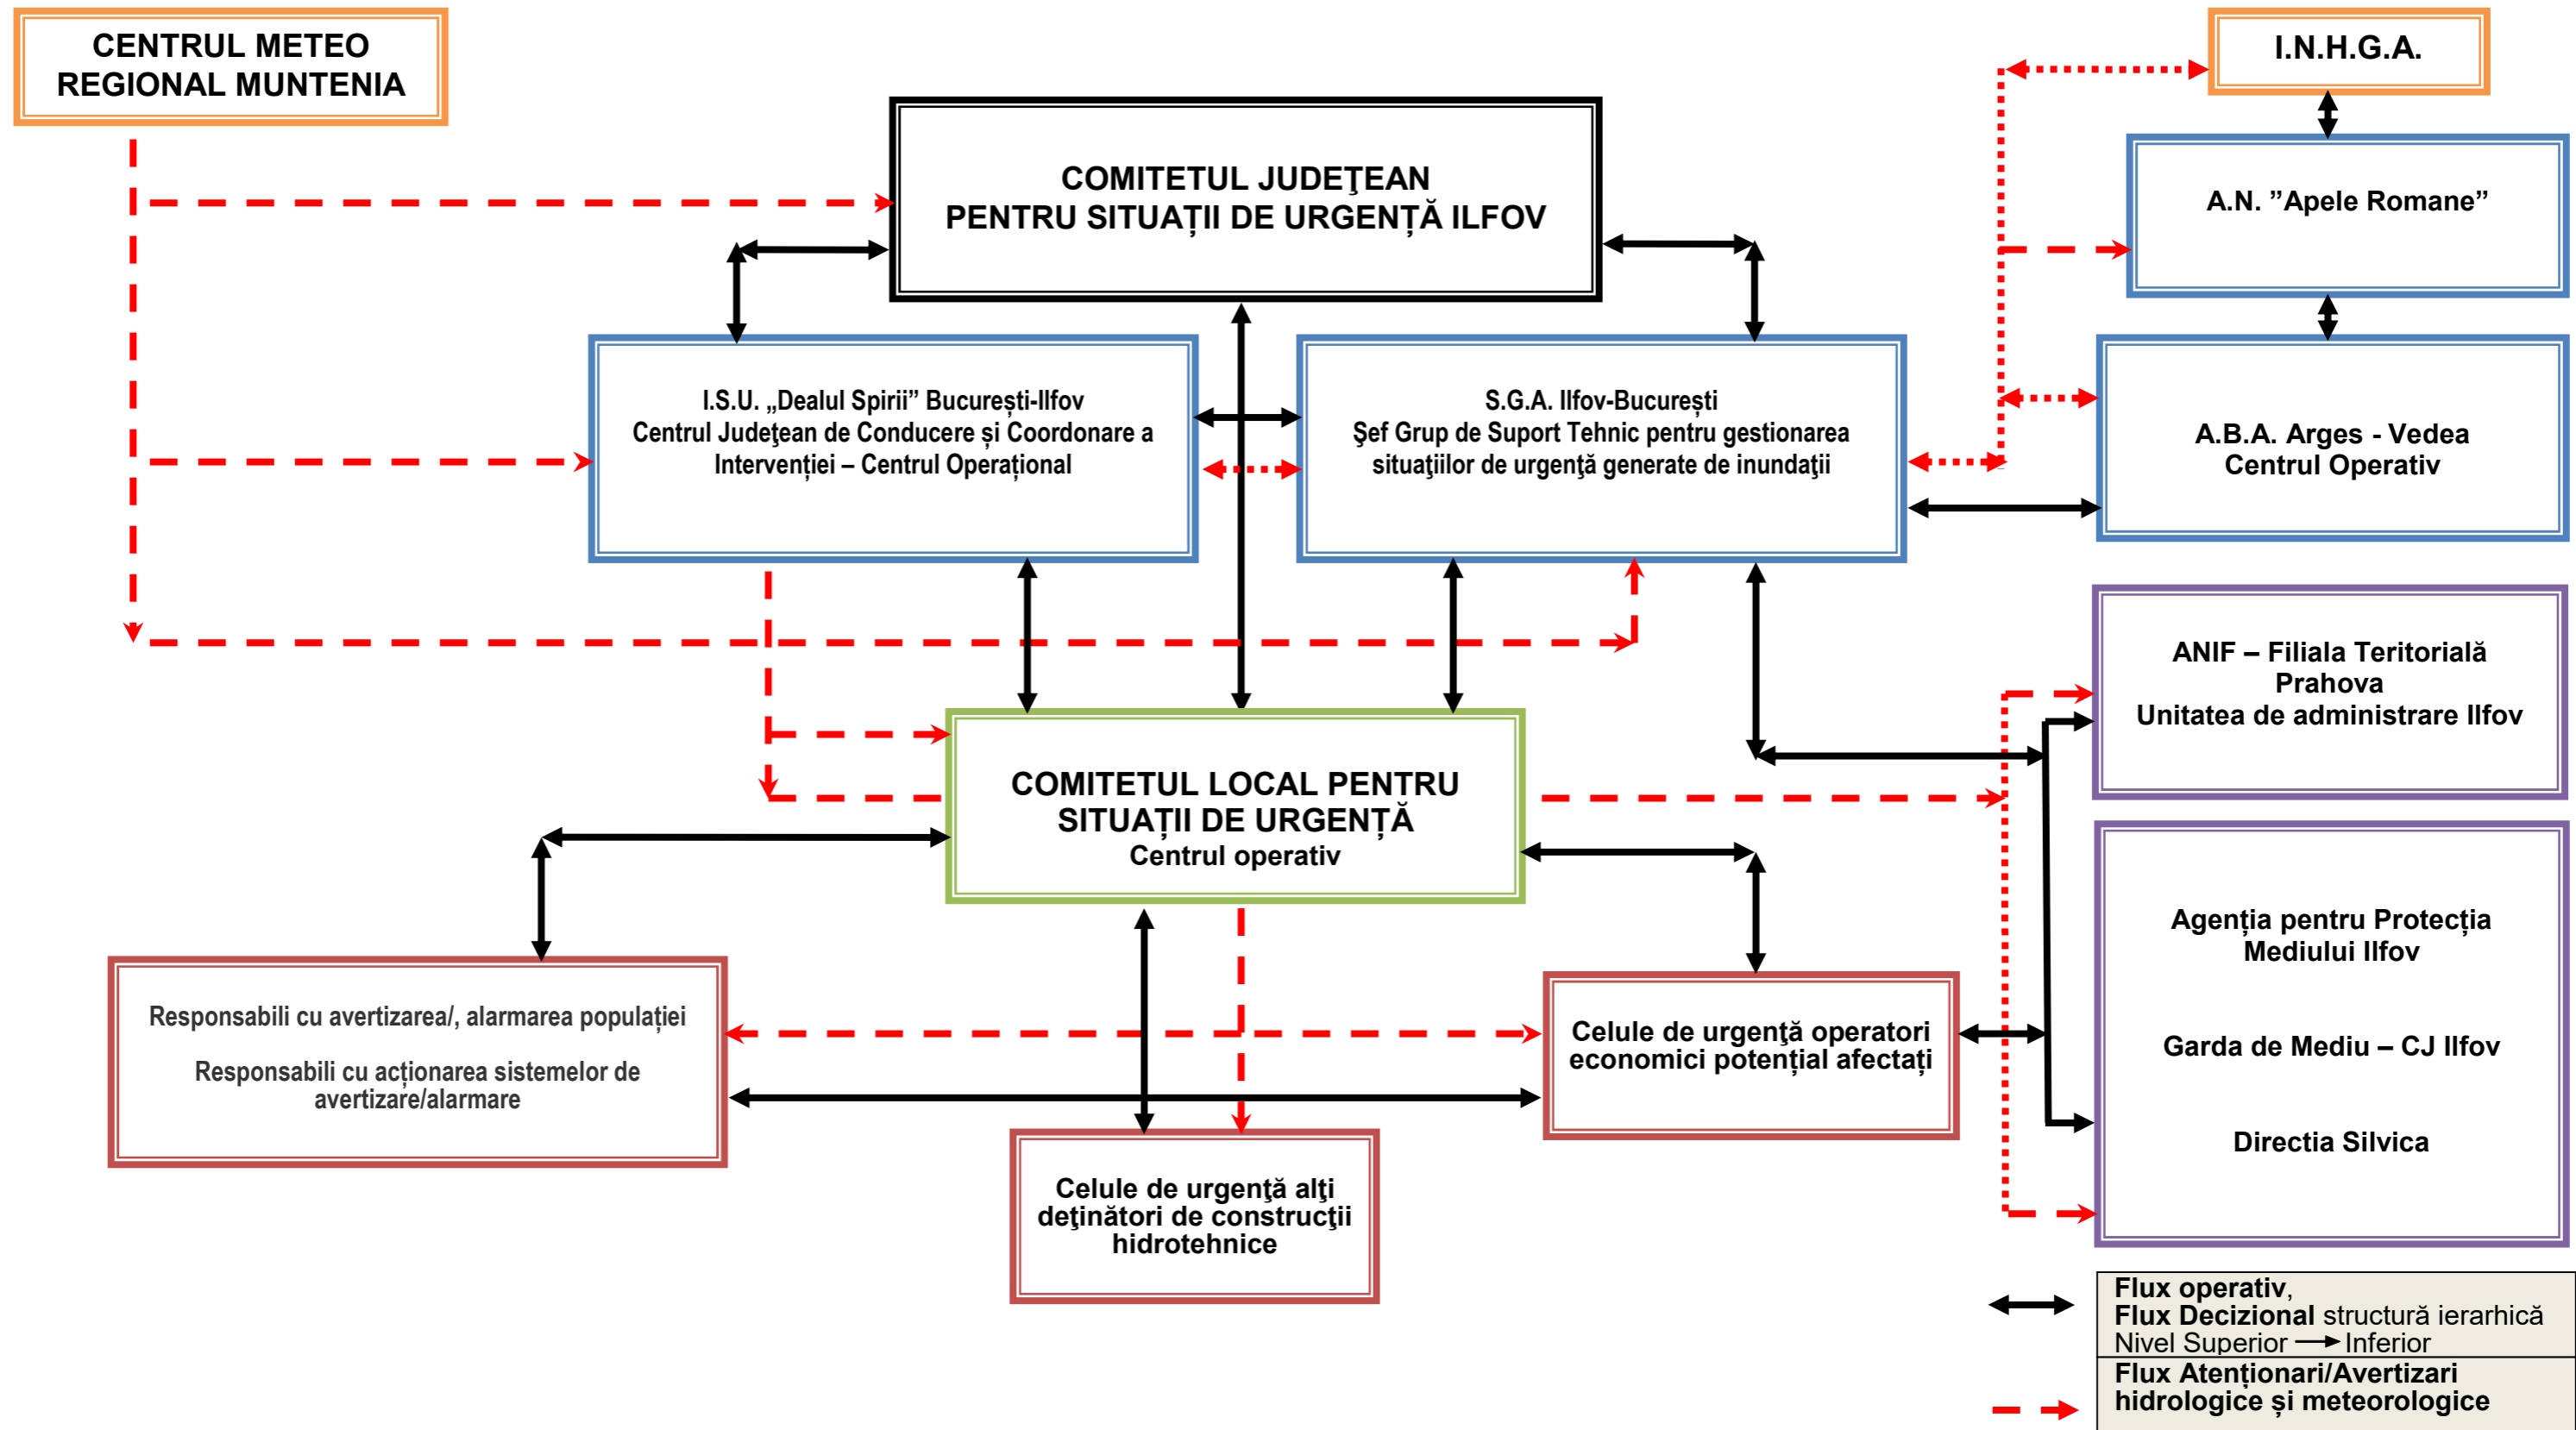 CENTRUL METEO
REGIONAL MUNTENIA
I.N.H.G.A.
COMITETUL JUDEŢEAN
PENTRU SITUAȚII DE URGENȚĂ ILFOV
A.N. ”Apele Romane”
I.S.U. „Dealul Spirii” București-Ilfov
Centrul Judeţean de Conducere și Coordonare a
Intervenției – Centrul Operațional
S.G.A. Ilfov-București
Şef Grup de Suport Tehnic pentru gestionarea
situaţiilor de urgenţă generate de inundaţii
A.B.A. Arges - Vedea
Centrul Operativ
ANIF – Filiala Teritorială
Prahova
Unitatea de administrare Ilfov
COMITETUL LOCAL PENTRU
SITUAȚII DE URGENȚĂ
Centrul operativ
Agenția pentru Protecția
Mediului Ilfov
Garda de Mediu – CJ Ilfov
Directia Silvica
Responsabili cu avertizarea/, alarmarea populației
Responsabili cu acționarea sistemelor de
avertizare/alarmare
Celule de urgenţă operatori
economici potențial afectați
Celule de urgenţă alţi
deţinători de construcţii
hidrotehnice
Flux operativ,
Flux Decizional structură ierarhică
Nivel Superior → Inferior
Flux Atenționari/Avertizari
hidrologice și meteorologice